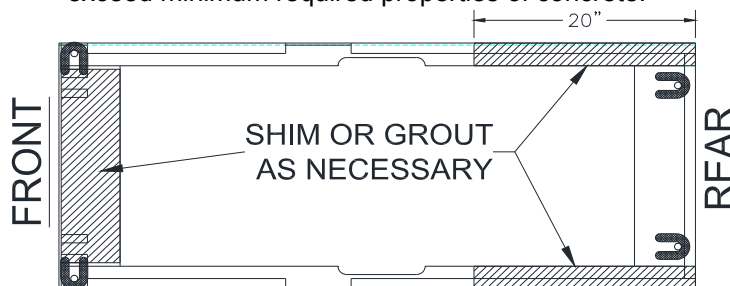 exceed minimum required properties of concrete.
20"
FRONT
SHIM OR GROUT
AS NECESSARY
REAR